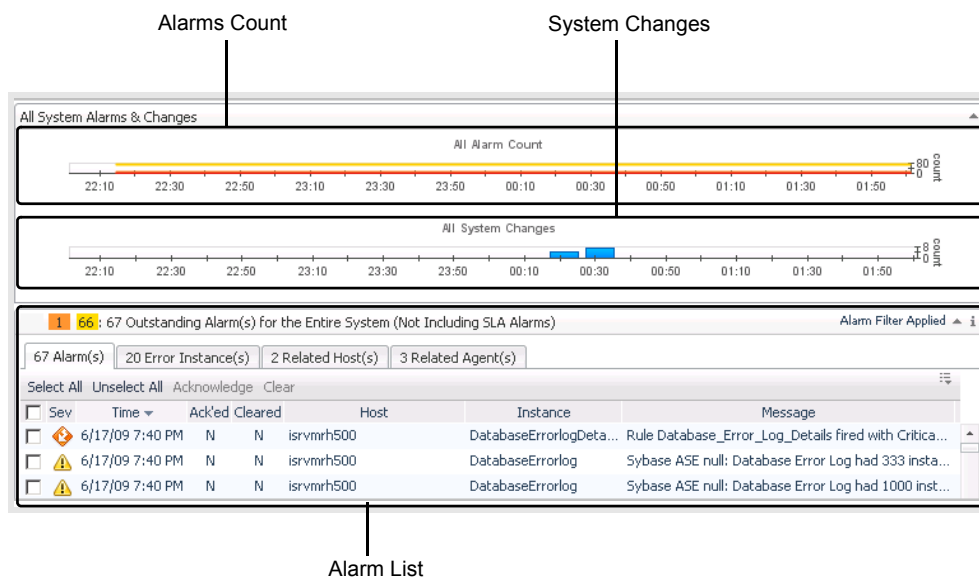 Alarms Count
System Changes
All System Alarms & Changes
All Alarm Count
80
0
count
22:10 22:30 22:50 23:10 23:30 23:50 00:10 00:30 00:50 01:10 01:30 01:50
All System Changes
8
0
count
22:10 22:30 22:50 23:10 23:30 23:50 00:10 00:30 00:50 01:10 01:30 01:50
1 66 : 67 Outstanding Alarm(s) for the Entire System (Not Including SLA Alarms) Alarm Filter Applied i
67 Alarm(s) 20 Error Instance(s) 2 Related Host(s) 3 Related Agent(s)
Select All Unselect All Acknowledge Clear
Sev Time Ack'ed Cleared Host Instance Message
6/17/09 7:40 PM N N isrvmrh500 DatabaseErrorlogDeta... Rule Database_Error_Log_Details fired with Critica...
6/17/09 7:40 PM N N isrvmrh500 DatabaseErrorlog Sybase ASE null: Database Error Log had 333 insta...
6/17/09 7:40 PM N N isrvmrh500 DatabaseErrorlog Sybase ASE null: Database Error Log had 1000 inst...
Alarm List